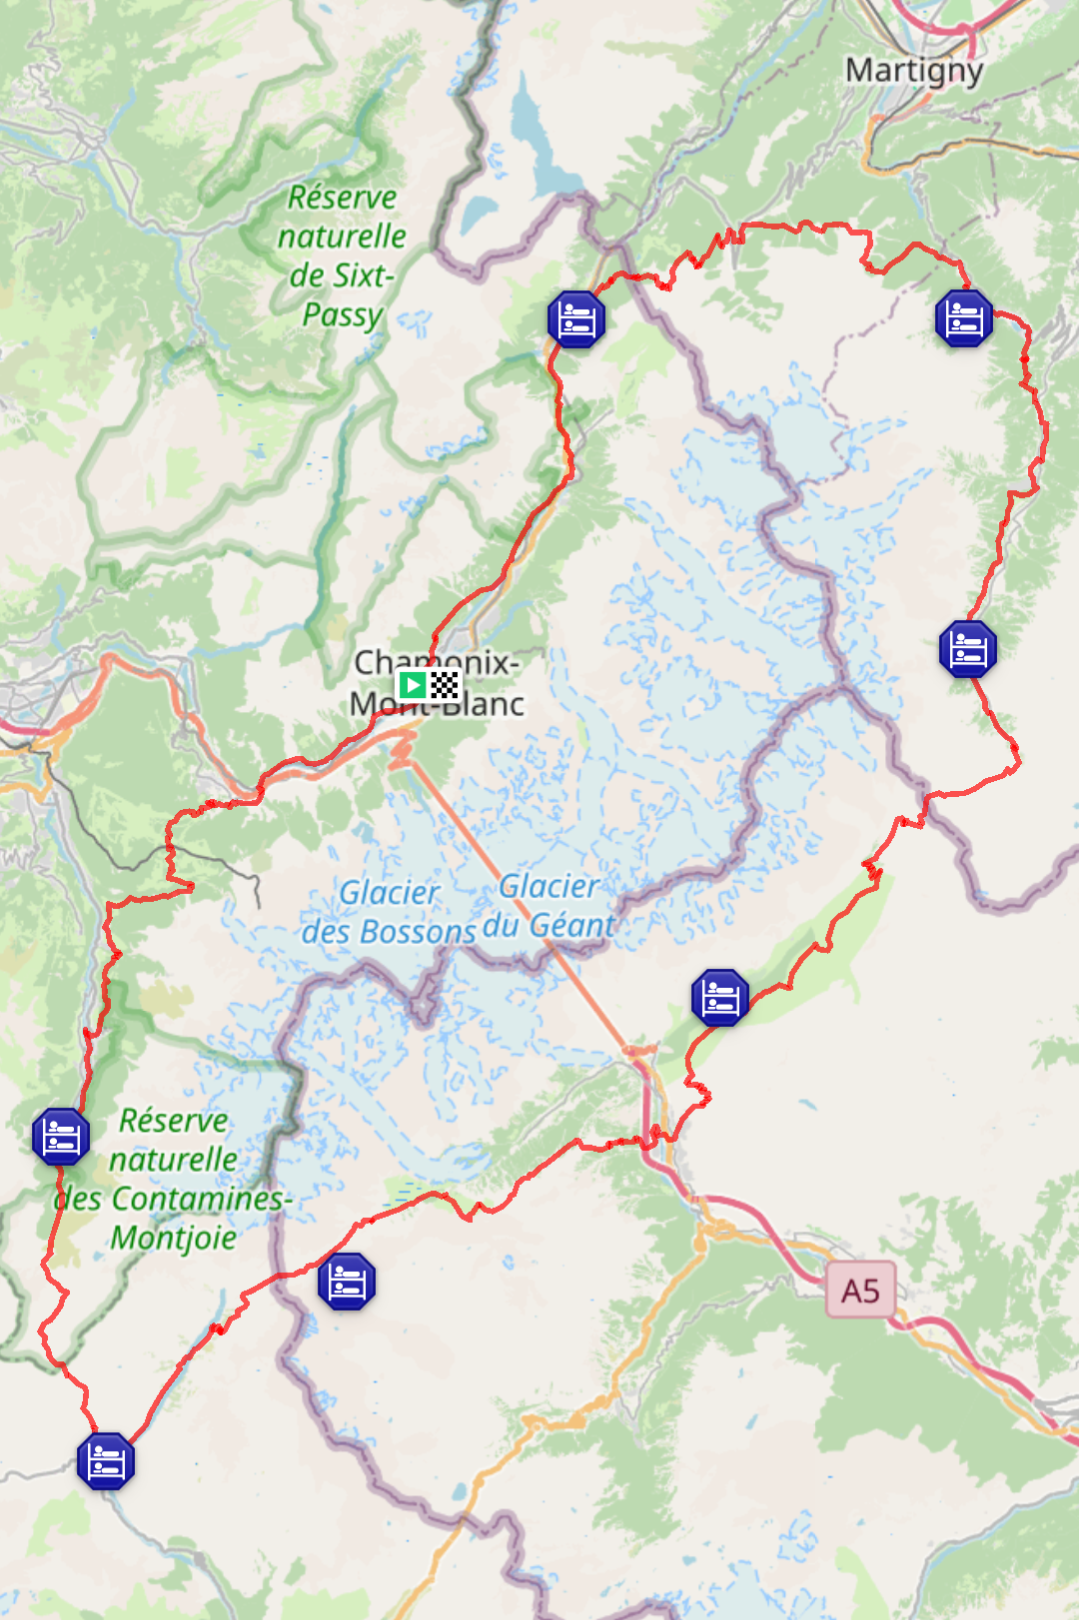 Martigny
Réserve
naturelle
de Sixt-
Passy
Chamonix-
Mont-Blanc
Glacier
des Bossons
Glacier
du Géant
Réserve
naturelle
des Contamines-
Montjoie
A5